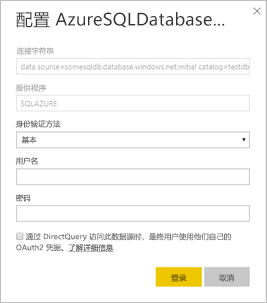 配置 AzureSQLDatabase...
连接字符串
data source=somesqldb.database.windows.net;initial catalog=testdb
提供程序
SQLAZURE
身份验证方法
基本
用户名
密码
通过 DirectQuery 访问此数据源时，最终用户使用他们自己的
OAuth2 凭据。了解详细信息
登录 取消